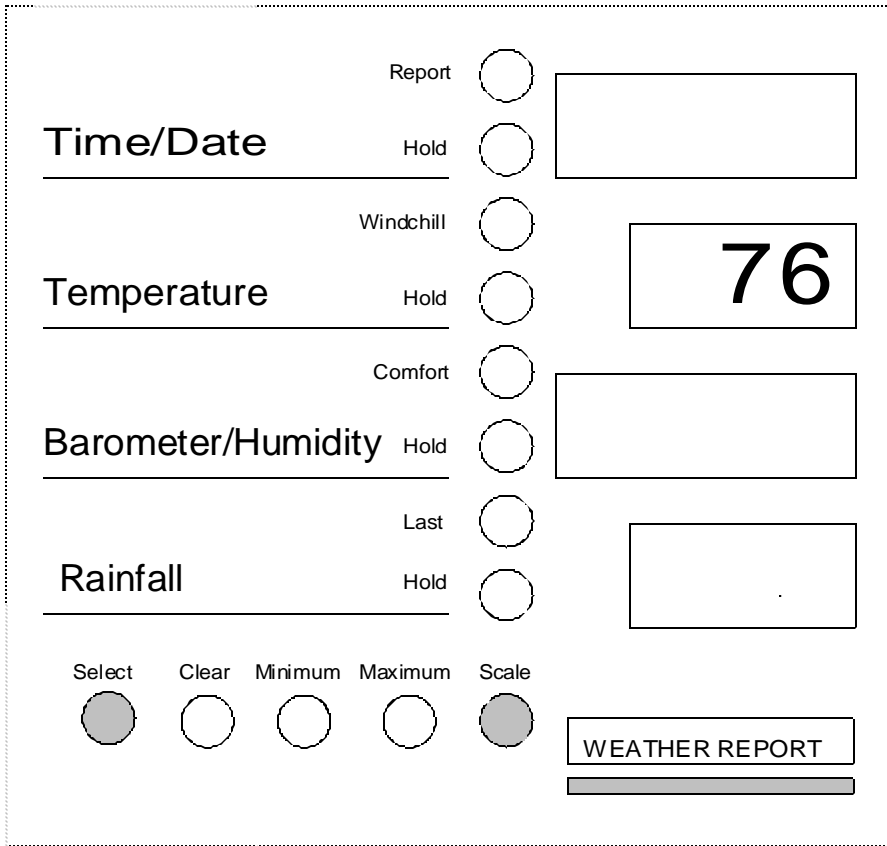 Report
Time/Date Hold
Windchill
76
Temperature Hold
Comfort
Barometer/Humidity Hold
Last
Rainfall Hold
.
Select Clear Minimum Maximum Scale
WEATHER REPORT